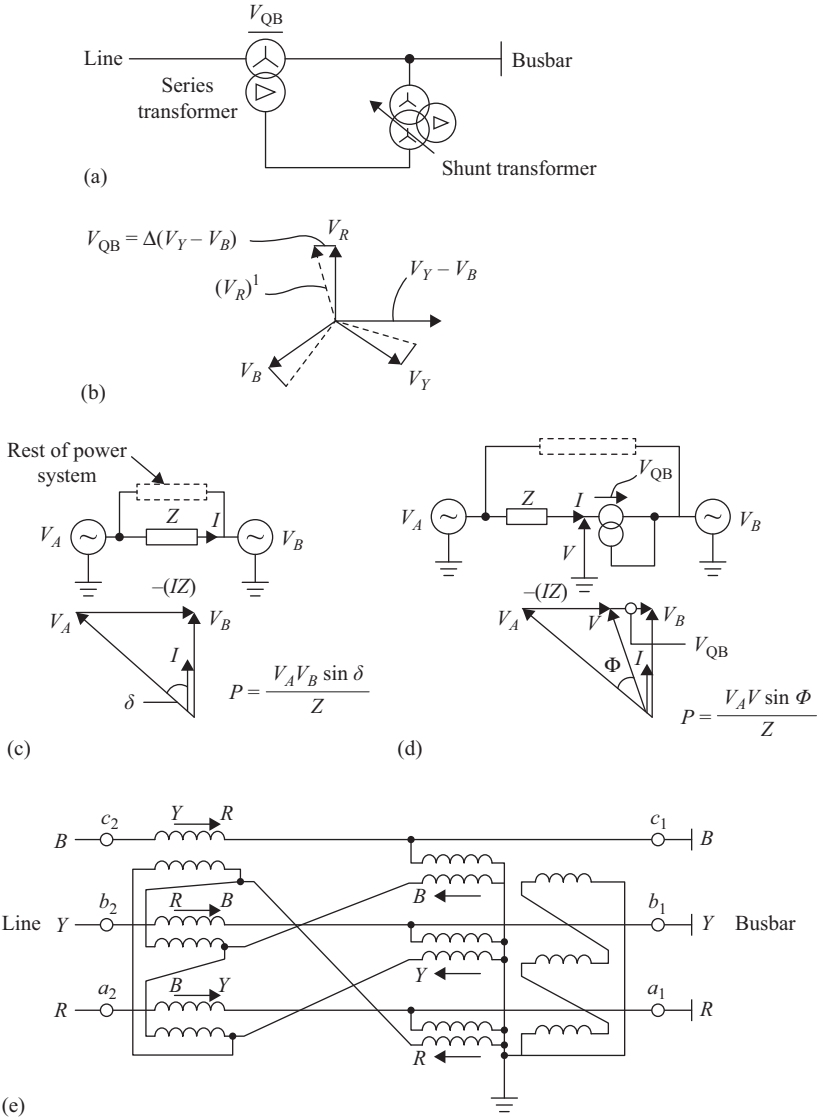 V_QB
Line
Busbar
Series
transformer
Shunt transformer
(a)
V_QB = Δ(V_Y – V_B)
V_R
(V_R)^1
V_Y – V_B
V_B
V_Y
(b)
Rest of power
system
V_A
Z
I
V_B
–(IZ)
V_A
V_B
I
δ
P = V_A V_B sin δ / Z
(c)
V_QB
V_A
Z
I
V
V_B
–(IZ)
V_A
V
V_B
V_QB
Φ
I
P = V_A V sin Φ / Z
(d)
B c_2 Y R c_1 B
B
Line Y b_2 R B b_1 Y Busbar
Y
R a_2 B Y a_1 R
R
(e)